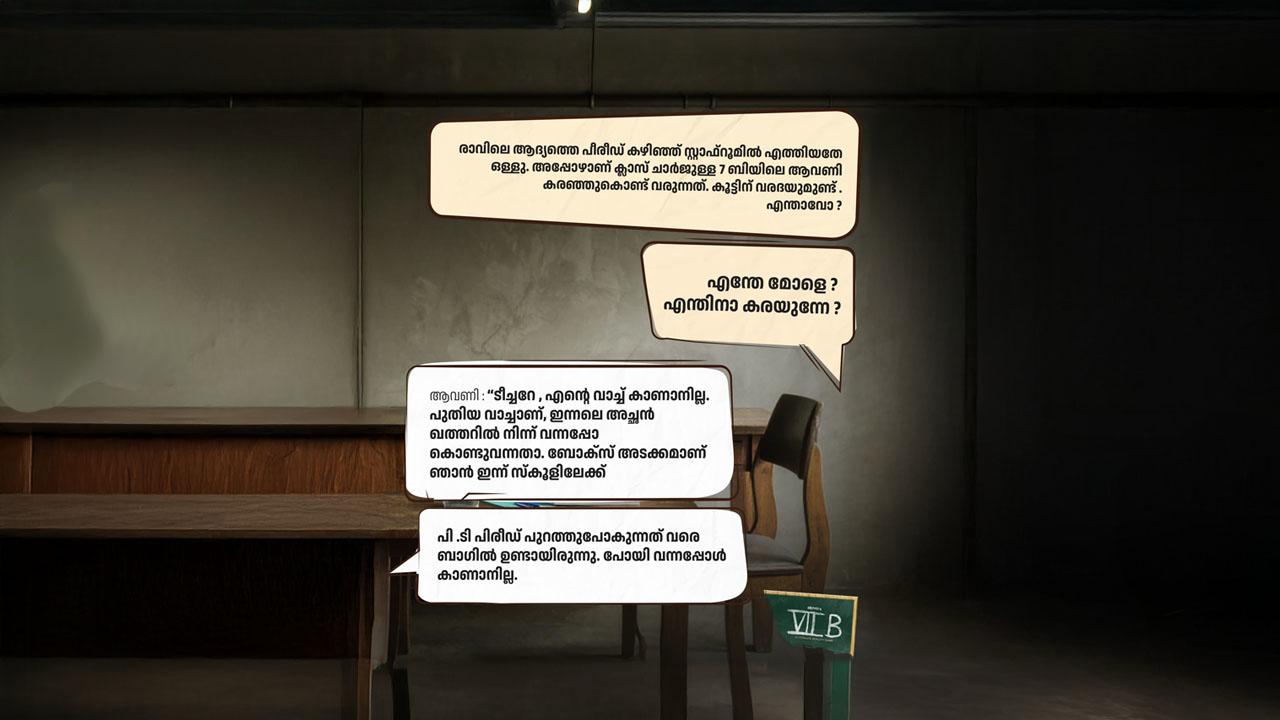 രാവിലെ ആദ്യത്തെ പീരീഡ് കഴിഞ്ഞ് സ്റ്റാഫ്റൂമിൽ എത്തിയതേ
ഒള്ളു. അപ്പോഴാണ് ക്ലാസ് ചാർജുള്ള 7 ബിയിലെ ആവണി
കരഞ്ഞുകൊണ്ട് വരുന്നത്. കൂട്ടിന് വരദയുമുണ്ട് .
എന്താവോ ?
എന്തേ മോളെ ?
എന്തിനാ കരയുന്നേ ?
ആവണി : “ടീച്ചറേ , എന്റെ വാച്ച് കാണാനില്ല.
പുതിയ വാച്ചാണ്, ഇന്നലെ അച്ഛൻ
ഖത്തറിൽ നിന്ന് വന്നപ്പോ
കൊണ്ടുവന്നതാ. ബോക്സ് അടക്കമാണ്
ഞാൻ ഇന്ന് സ്കൂളിലേക്ക്
പി .ടി പിരീഡ് പുറത്തുപോകുന്നത് വരെ
ബാഗിൽ ഉണ്ടായിരുന്നു. പോയി വന്നപ്പോൾ
കാണാനില്ല.
VII B